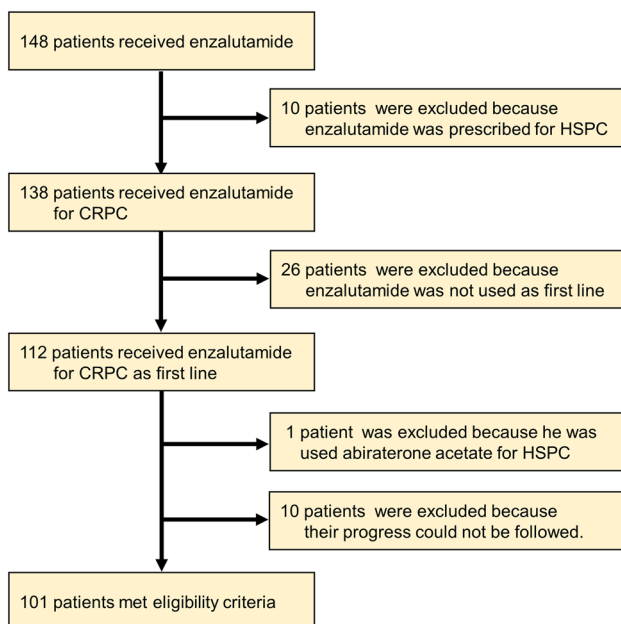 148 patients received enzalutamide
10 patients were excluded because
enzalutamide was prescribed for HSPC
138 patients received enzalutamide
for CRPC
26 patients were excluded because
enzalutamide was not used as first line
112 patients received enzalutamide
for CRPC as first line
1 patient was excluded because he was
used abiraterone acetate for HSPC
10 patients were excluded because
their progress could not be followed.
101 patients met eligibility criteria